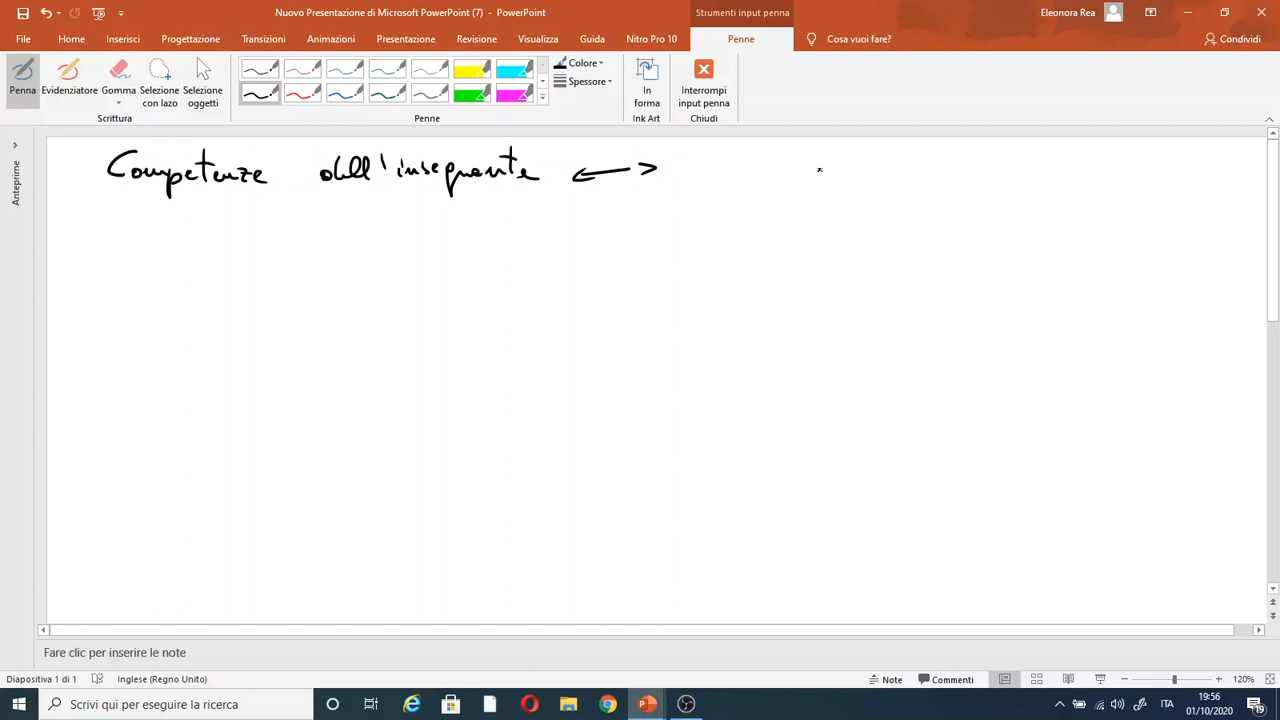 Nuovo Presentazione di Microsoft PowerPoint (7) - PowerPoint
Strumenti input penna
Eleonora Rea
File Home Inserisci Progettazione Transizioni Animazioni Presentazione Revisione Visualizza Guida Nitro Pro 10 Penne Cosa vuoi fare? Condividi
Penna Evidenziatore Gomma Selezione con lazo Selezione oggetti
Colore
Spessore
In forma
Interrompi input penna
Scrittura Penne Ink Art Chiudi
Anteprime
Competenze dell'insegnante <-->
Fare clic per inserire le note
Diapositiva 1 di 1 Inglese (Regno Unito) Note Commenti 120%
Scrivi qui per eseguire la ricerca
ITA
19:56
01/10/2020
19